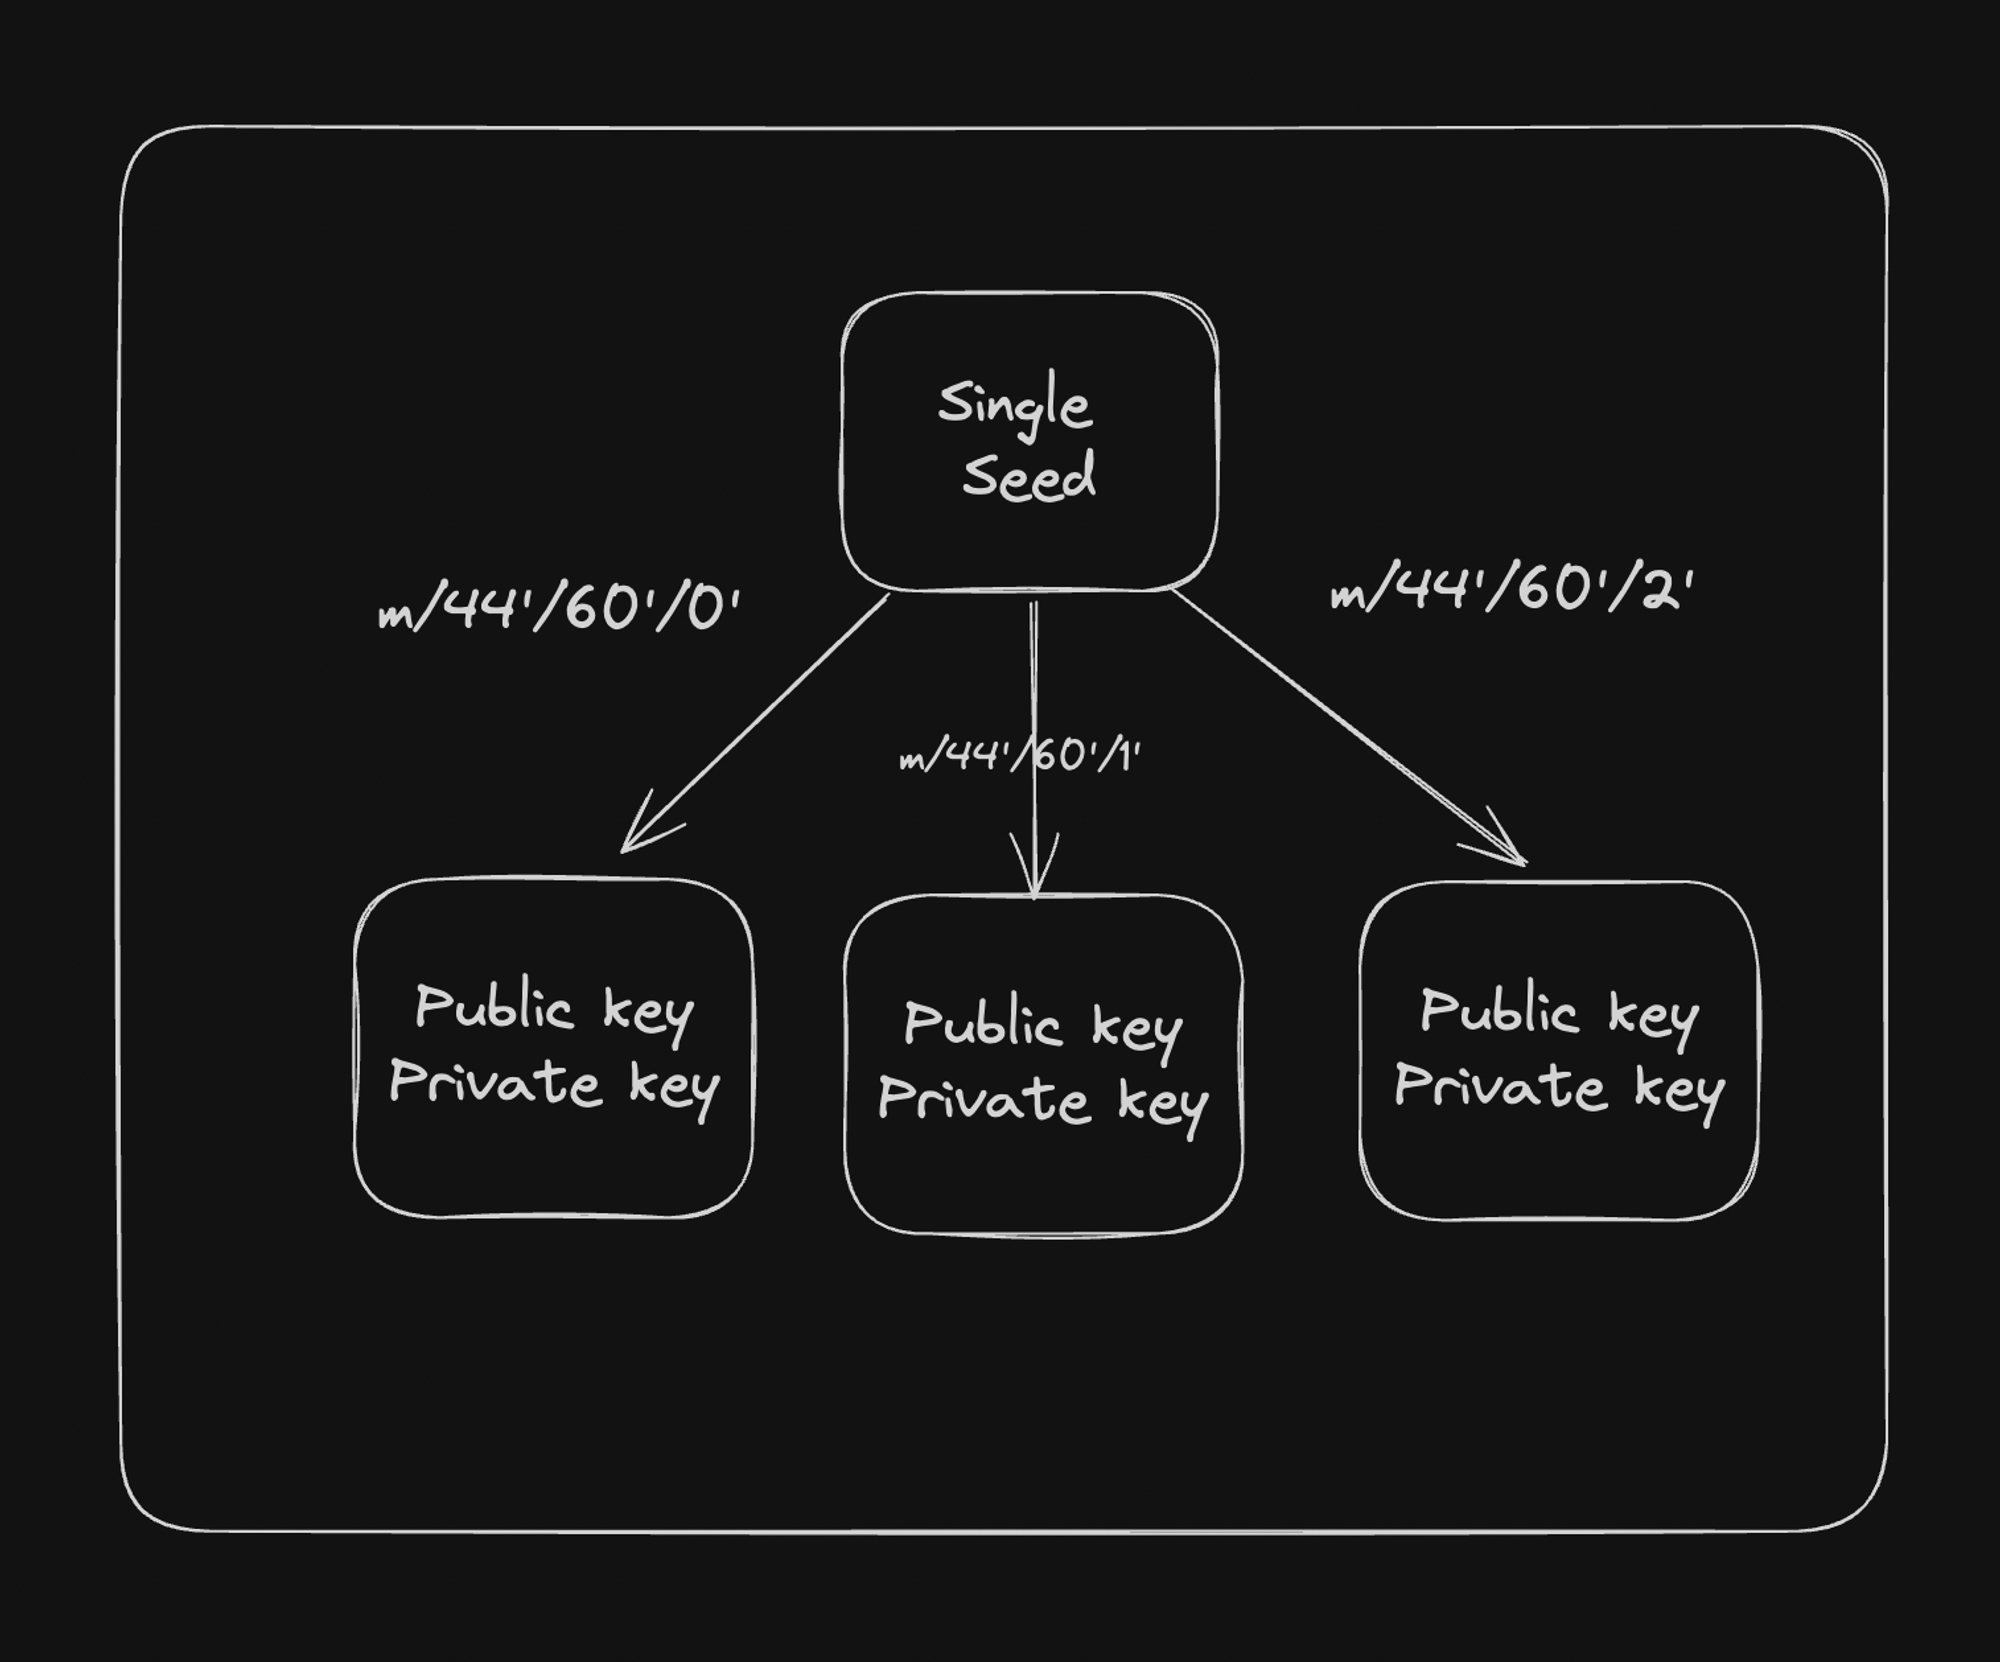 Single
Seed
m/44'/60'/0'
m/44'/60'/2'
m/44'/60'/1'
Public key
Private key
Public key
Private key
Public key
Private key